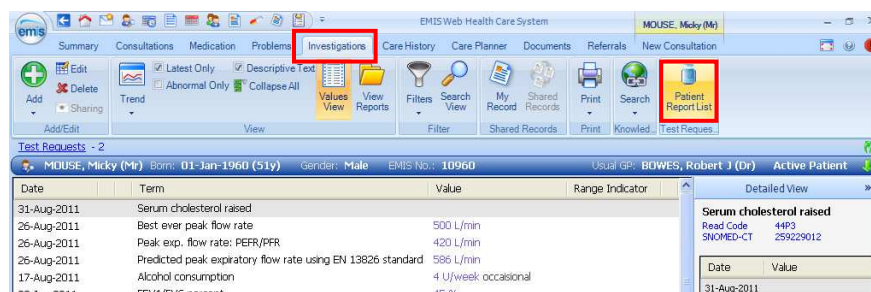 emis
EMIS Web Health Care System
MOUSE, Micky (Mr)
Summary Consultations Medication Problems Investigations Care History Care Planner Documents Referrals New Consultation
Add
Edit
Delete
Sharing
Add/Edit
Trend
Latest Only Descriptive Text
Abnormal Only Collapse All
Values View
View Reports
View
Filters
Search View
Filter
My Record
Shared Records
Shared Records
Print
Print
Search
Knowled...
Patient Report List
Test Reques...
Test Requests - 2
MOUSE, Micky (Mr) Born: 01-Jan-1960 (51y) Gender: Male EMIS No.: 10960 Usual GP: BOWES, Robert J (Dr) Active Patient
Date Term Value Range Indicator
31-Aug-2011 Serum cholesterol raised
26-Aug-2011 Best ever peak flow rate 500 L/min
26-Aug-2011 Peak exp. flow rate: PEFR/PFR 420 L/min
26-Aug-2011 Predicted peak expiratory flow rate using EN 13826 standard 586 L/min
17-Aug-2011 Alcohol consumption 4 U/week occaisional
Detailed View
Serum cholesterol raised
Read Code 44P3
SNOMED-CT 259229012
Date Value
31-Aug-2011